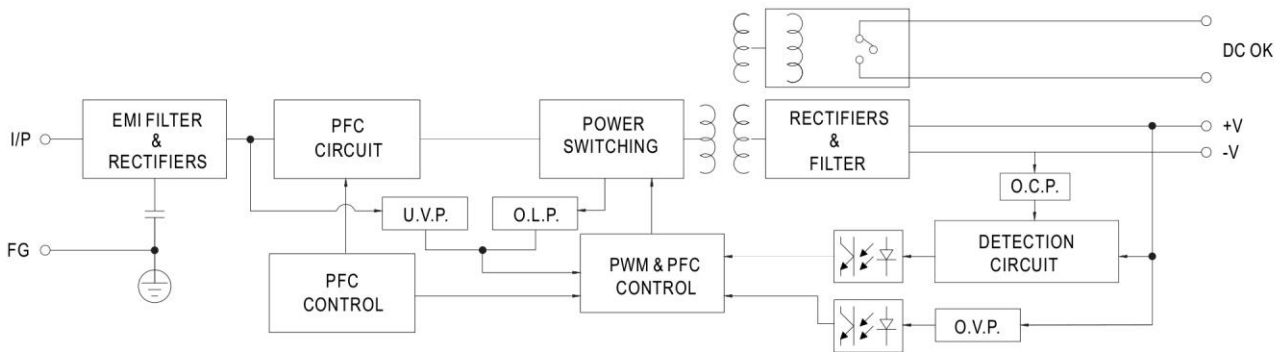 DC OK
I/P
EMI FILTER
&
RECTIFIERS
PFC
CIRCUIT
POWER
SWITCHING
RECTIFIERS
&
FILTER
+V
-V
U.V.P.
O.L.P.
O.C.P.
FG
PFC
CONTROL
PWM & PFC
CONTROL
DETECTION
CIRCUIT
O.V.P.